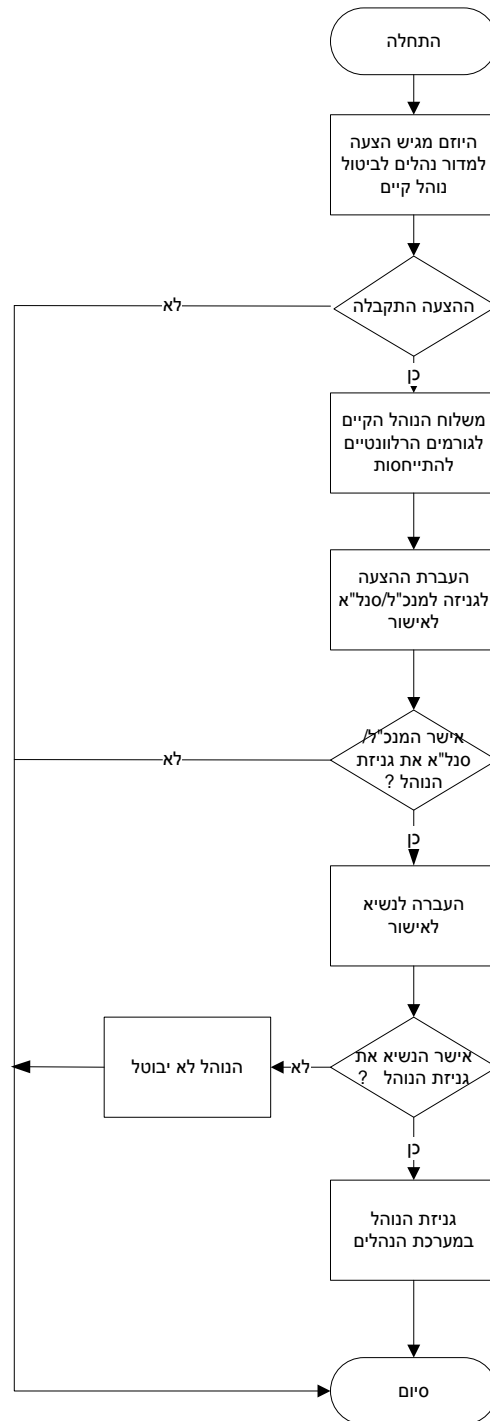 התחלה
היוזם מגיש הצעה
למדור נהלים לביטול
נוהל קיים
ההצעה התקבלה
לא
כן
משלוח הנוהל הקיים
לגורמים הרלוונטיים
להתייחסות
העברת ההצעה
לגניזה למנכ"ל/סנל"א
לאישור
אישר המנכ"ל/
סנל"א את גניזת
הנוהל ?
לא
כן
העברה לנשיא
לאישור
אישר הנשיא את
גניזת הנוהל ?
לא
הנוהל לא יבוטל
כן
גניזת הנוהל
במערכת הנהלים
סיום